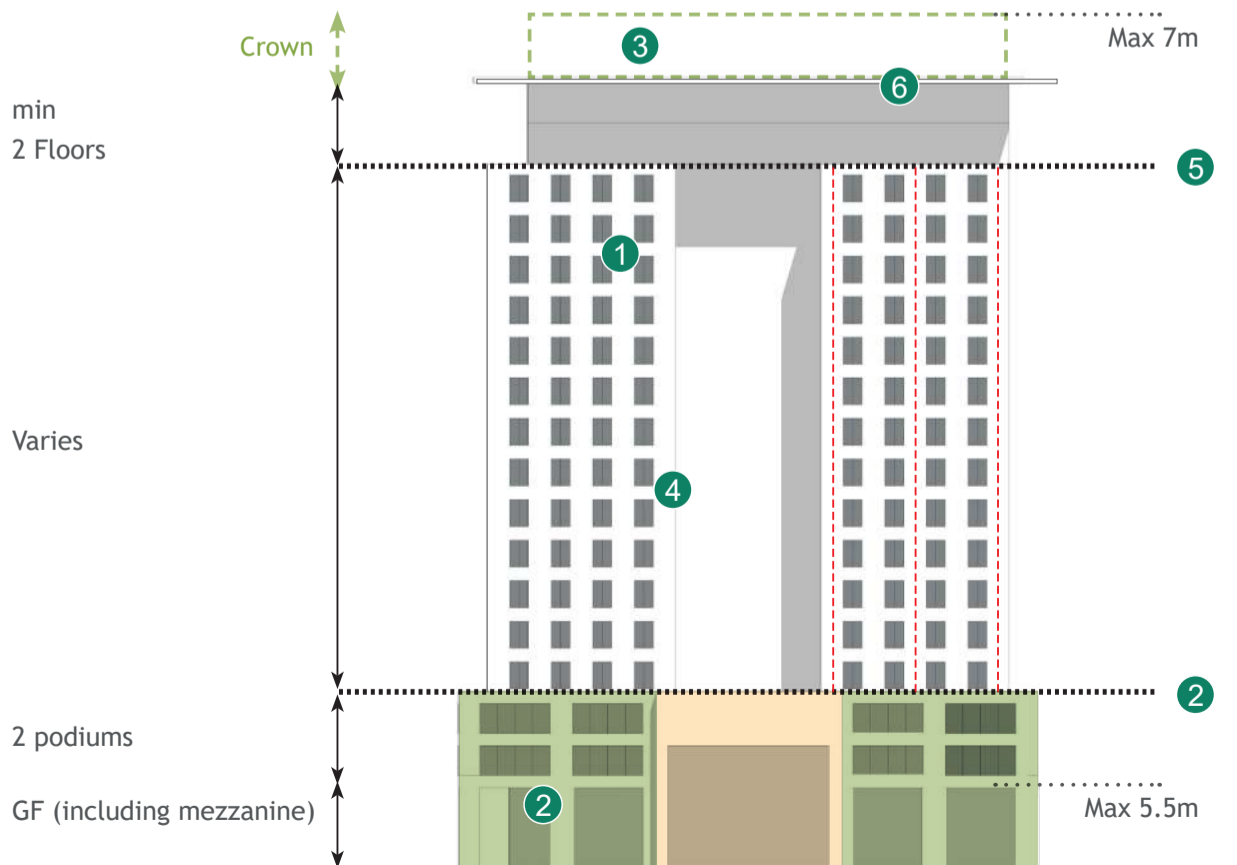 Crown
3
Max 7m
6
min
2 Floors
5
1
Varies
4
2
2 podiums
2
GF (including mezzanine)
Max 5.5m